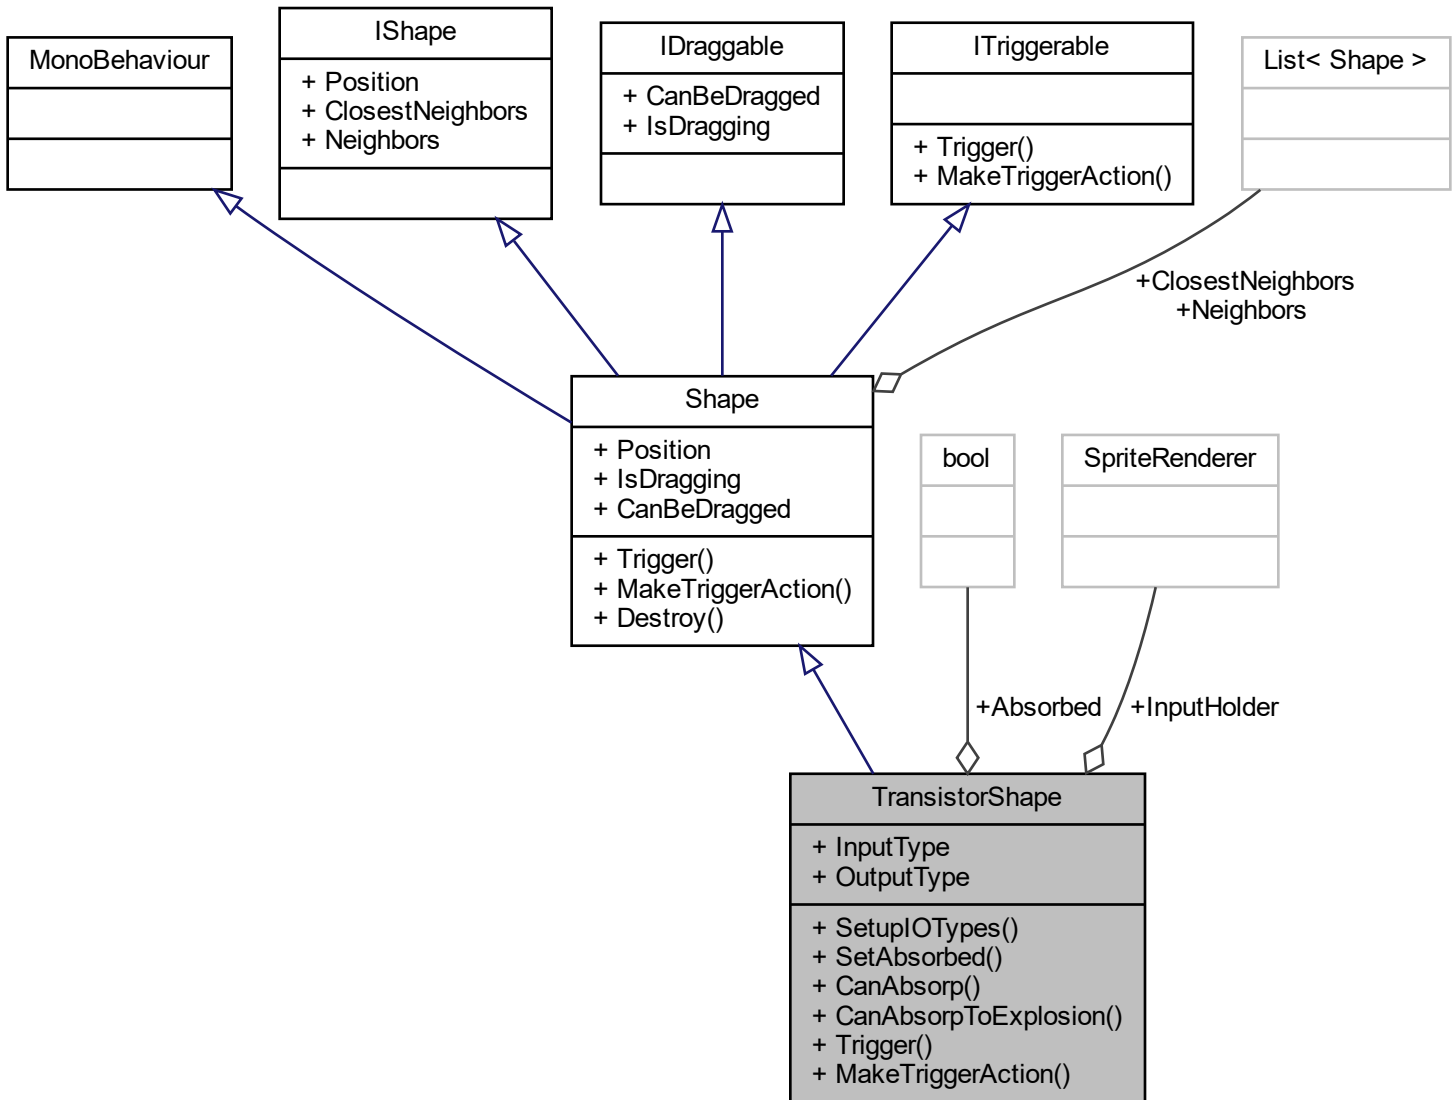 MonoBehaviour
IShape
+ Position
+ ClosestNeighbors
+ Neighbors
IDraggable
+ CanBeDragged
+ IsDragging
ITriggerable
+ Trigger()
+ MakeTriggerAction()
List< Shape >
+ClosestNeighbors
+Neighbors
Shape
+ Position
+ IsDragging
+ CanBeDragged
+ Trigger()
+ MakeTriggerAction()
+ Destroy()
bool
SpriteRenderer
+Absorbed
+InputHolder
TransistorShape
+ InputType
+ OutputType
+ SetupIOTypes()
+ SetAbsorbed()
+ CanAbsorp()
+ CanAbsorpToExplosion()
+ Trigger()
+ MakeTriggerAction()